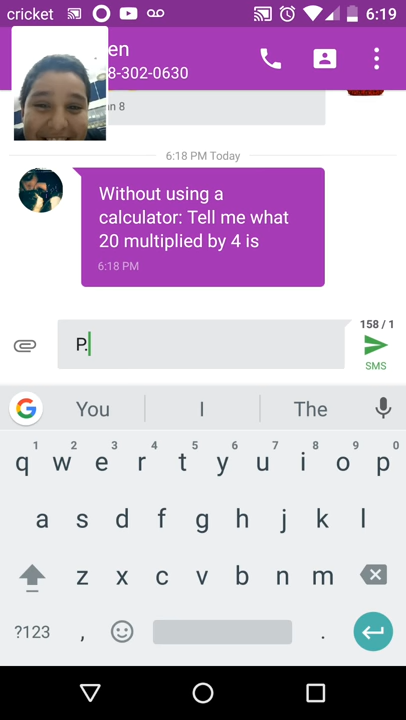 cricket 6:19
en
8-302-0630
an 8
6:18 PM Today
Without using a
calculator: Tell me what
20 multiplied by 4 is
6:18 PM
158 / 1
P.
SMS
G You I The
1 2 3 4 5 6 7 8 9 0
q w e r t y u i o p
a s d f g h j k l
z x c v b n m
?123 , .